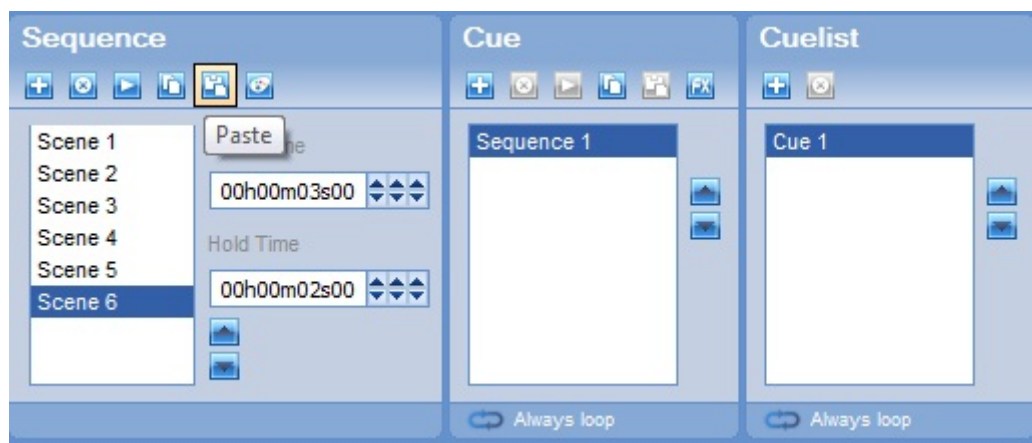 Sequence
Scene 1
Scene 2
Scene 3
Scene 4
Scene 5
Scene 6
Paste
00h00m03s00
Hold Time
00h00m02s00
Cue
FX
Sequence 1
Always loop
Cuelist
Cue 1
Always loop